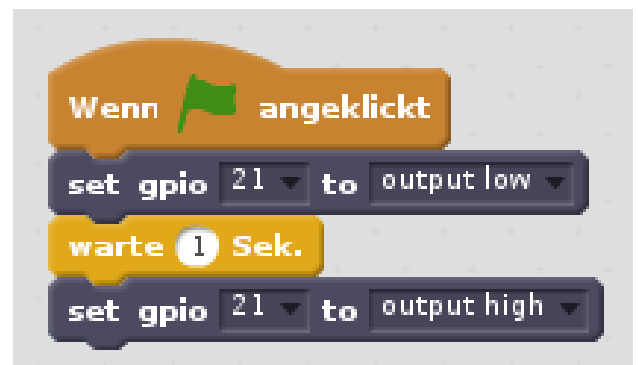 Wenn angeklickt
set gpio 21 to output low
warte 1 Sek.
set gpio 21 to output high